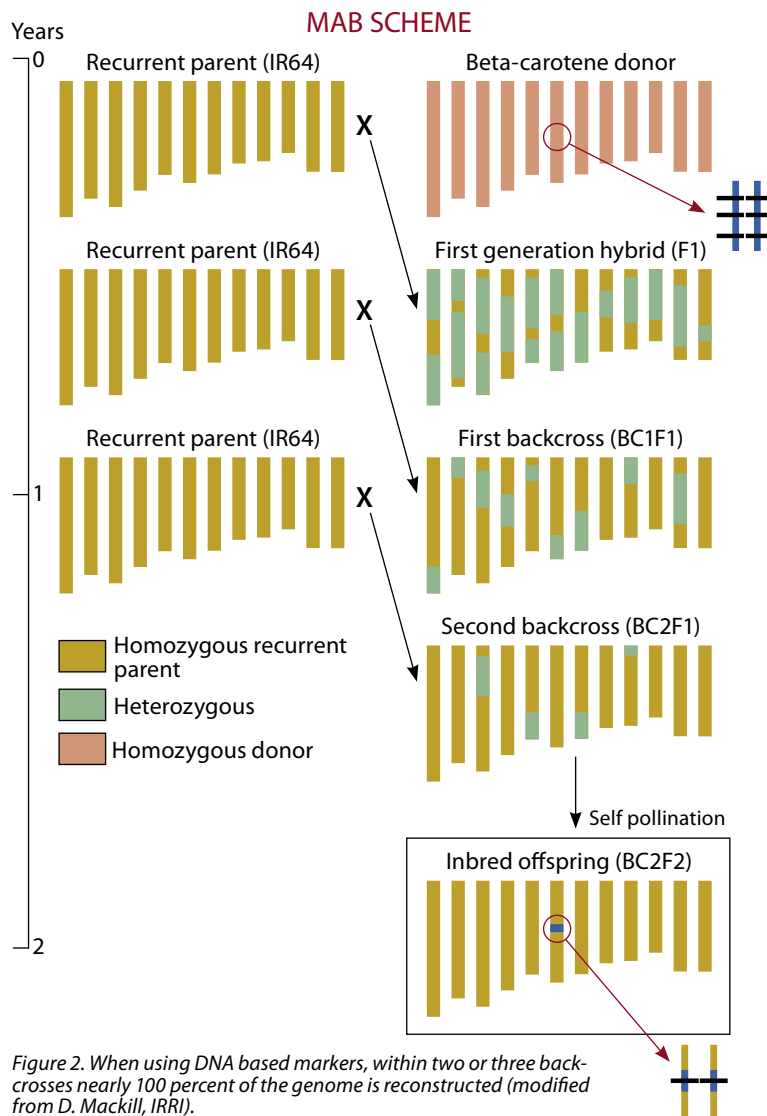 MAB SCHEME
Years
0
Recurrent parent (IR64)
Beta-carotene donor
X
Recurrent parent (IR64)
First generation hybrid (F1)
X
Recurrent parent (IR64)
First backcross (BC1F1)
1
X
Second backcross (BC2F1)
Homozygous recurrent
parent
Heterozygous
Homozygous donor
Self pollination
Inbred offspring (BC2F2)
2
Figure 2. When using DNA based markers, within two or three back-
crosses nearly 100 percent of the genome is reconstructed (modified
from D. Mackill, IRRI).